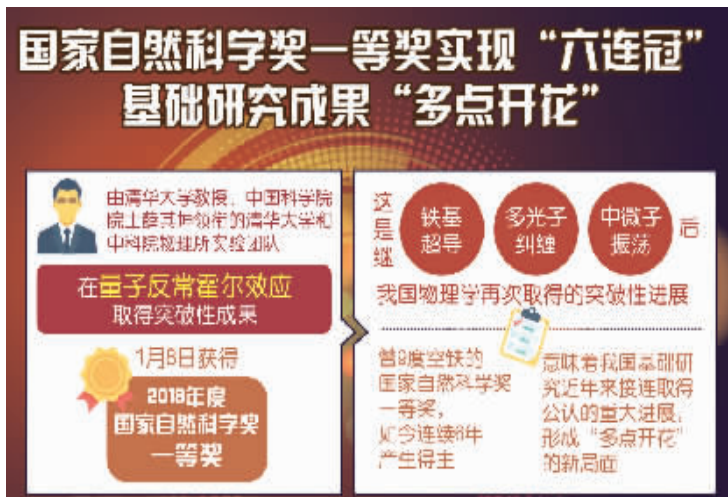 国家自然科学奖一等奖实现“六连冠”
基础研究成果“多点开花”
由清华大学教授、中国科学院
院士薛其坤领衔的清华大学和
中科院物理所实验团队
在量子反常霍尔效应
取得突破性成果
1月8日获得
2018年度
国家自然科学奖
一等奖
这是继
铁基
超导
多光子
纠缠
中微子
振荡
后
我国物理学再次取得的突破性进展
曾9度空缺的
国家自然科学奖
一等奖，
如今连续6年
产生得主
意味着我国基础研
究近年来接连取得
公认的重大进展，
形成“多点开花”
的新局面